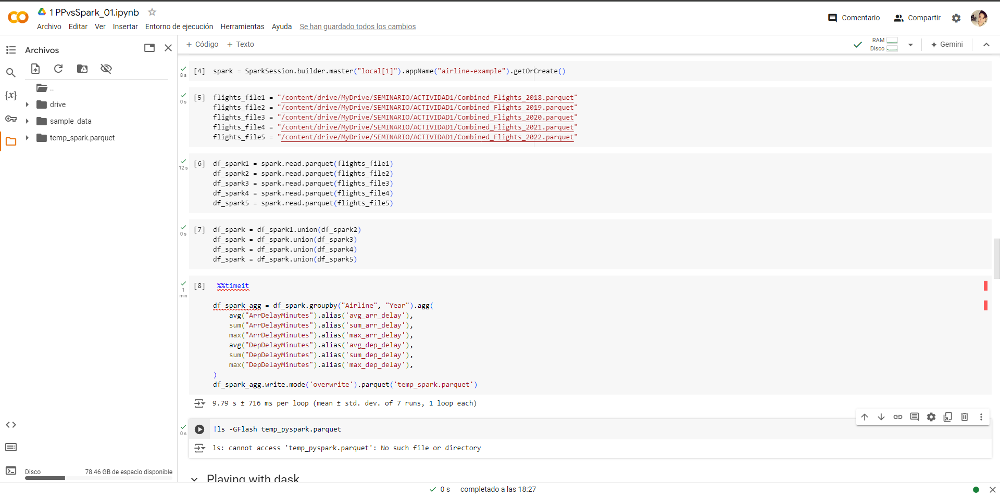 1 PPvsSpark_01.ipynb
Archivo Editar Ver Insertar Entorno de ejecución Herramientas Ayuda Se han guardado todos los cambios
Comentario Compartir
Archivos
..
drive
sample_data
temp_spark.parquet
Disco 78.46 GB de espacio disponible
+ Código + Texto
RAM
Disco
Gemini
8 s
[4] spark = SparkSession.builder.master("local[1]").appName("airline-example").getOrCreate()
0 s
[5] flights_file1 = "/content/drive/MyDrive/SEMINARIO/ACTIVIDAD1/Combined_Flights_2018.parquet"
flights_file2 = "/content/drive/MyDrive/SEMINARIO/ACTIVIDAD1/Combined_Flights_2019.parquet"
flights_file3 = "/content/drive/MyDrive/SEMINARIO/ACTIVIDAD1/Combined_Flights_2020.parquet"
flights_file4 = "/content/drive/MyDrive/SEMINARIO/ACTIVIDAD1/Combined_Flights_2021.parquet"
flights_file5 = "/content/drive/MyDrive/SEMINARIO/ACTIVIDAD1/Combined_Flights_2022.parquet"
12 s
[6] df_spark1 = spark.read.parquet(flights_file1)
df_spark2 = spark.read.parquet(flights_file2)
df_spark3 = spark.read.parquet(flights_file3)
df_spark4 = spark.read.parquet(flights_file4)
df_spark5 = spark.read.parquet(flights_file5)
0 s
[7] df_spark = df_spark1.union(df_spark2)
df_spark = df_spark.union(df_spark3)
df_spark = df_spark.union(df_spark4)
df_spark = df_spark.union(df_spark5)
1
min
[8] %%timeit
df_spark_agg = df_spark.groupby("Airline", "Year").agg(
avg("ArrDelayMinutes").alias('avg_arr_delay'),
sum("ArrDelayMinutes").alias('sum_arr_delay'),
max("ArrDelayMinutes").alias('max_arr_delay'),
avg("DepDelayMinutes").alias('avg_dep_delay'),
sum("DepDelayMinutes").alias('sum_dep_delay'),
max("DepDelayMinutes").alias('max_dep_delay'),
)
df_spark_agg.write.mode('overwrite').parquet('temp_spark.parquet')
9.79 s ± 716 ms per loop (mean ± std. dev. of 7 runs, 1 loop each)
0 s
!ls -GFlash temp_pyspark.parquet
ls: cannot access 'temp_pyspark.parquet': No such file or directory
Playing with dask
0 s completado a las 18:27